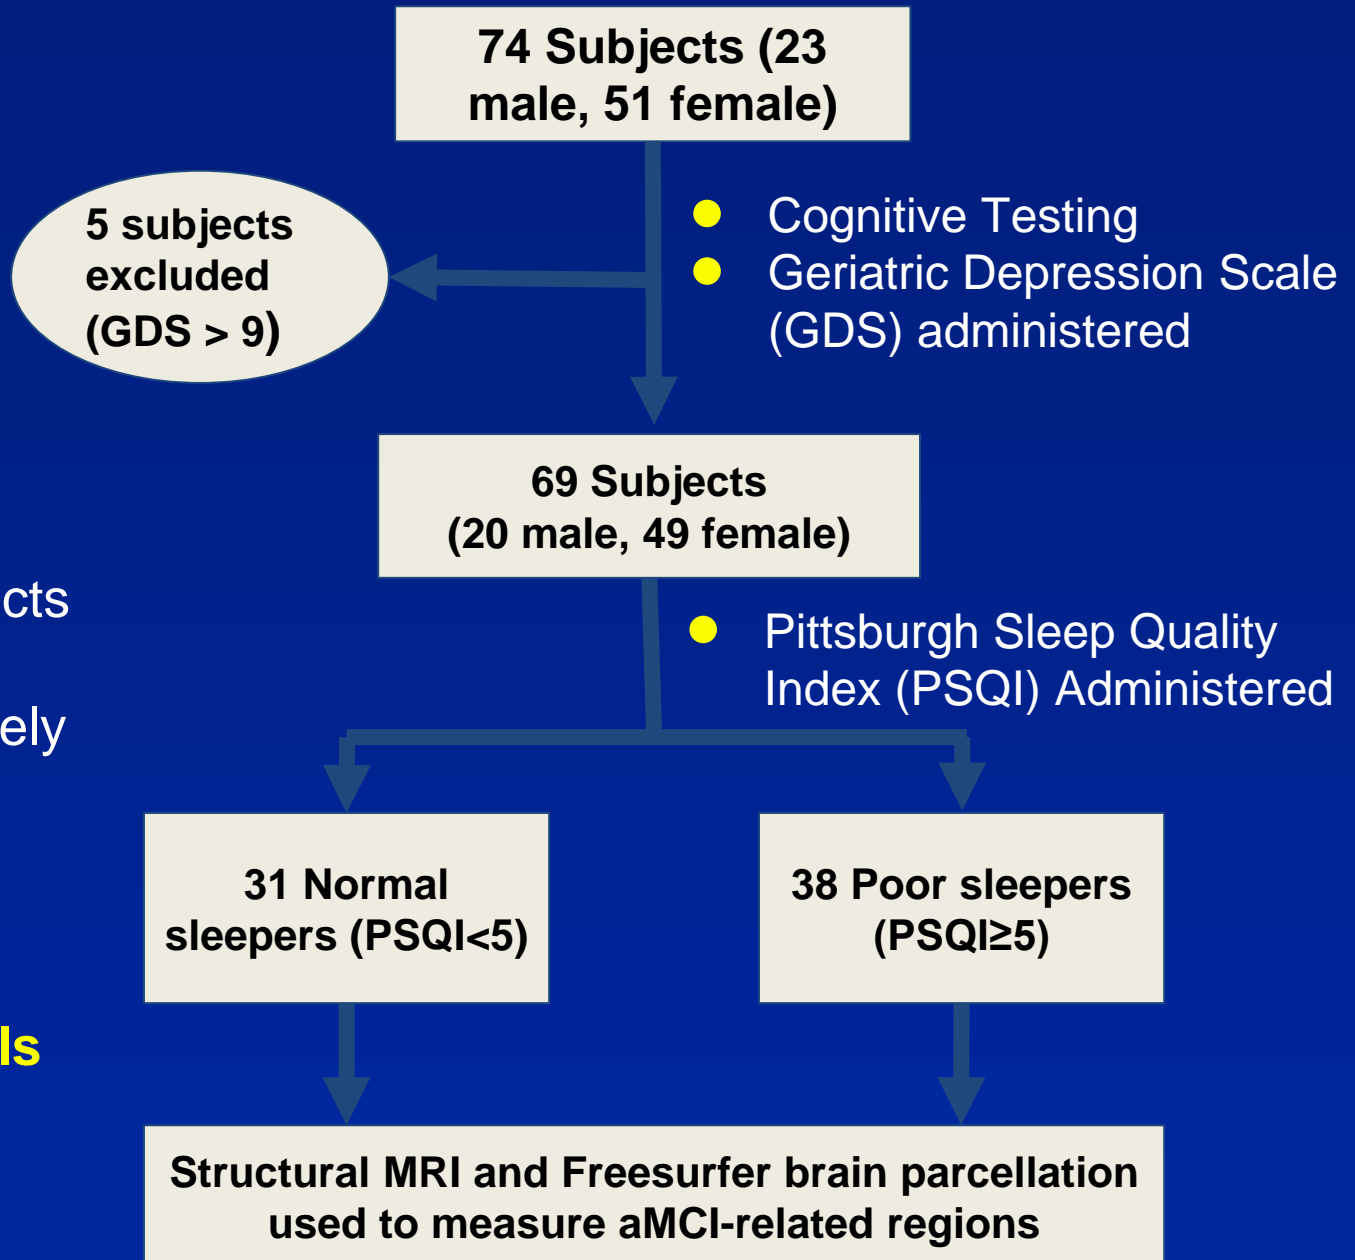 74 Subjects (23
male, 51 female)
5 subjects
excluded
(GDS > 9)
Cognitive Testing
Geriatric Depression Scale
(GDS) administered
69 Subjects
(20 male, 49 female)
cts
Pittsburgh Sleep Quality
Index (PSQI) Administered
ely
31 Normal
sleepers (PSQI<5)
38 Poor sleepers
(PSQI≥5)
ls
Structural MRI and Freesurfer brain parcellation
used to measure aMCI-related regions